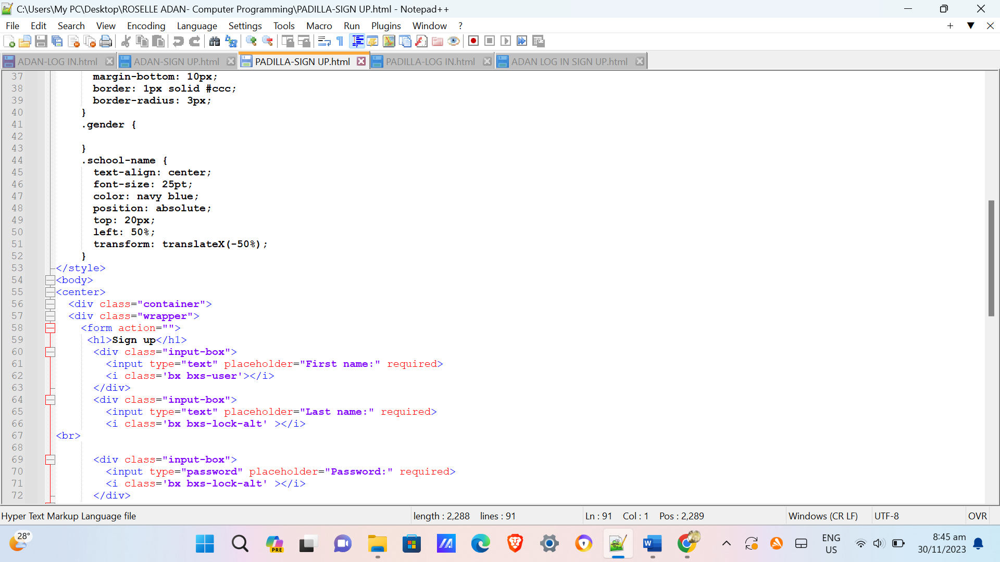 C:\Users\My PC\Desktop\ROSELLE ADAN- Computer Programming\PADILLA-SIGN UP.html - Notepad++
File Edit Search View Encoding Language Settings Tools Macro Run Plugins Window ?
ADAN-LOG IN.html ADAN-SIGN UP.html PADILLA-SIGN UP.html PADILLA-LOG IN.html ADAN LOG IN SIGN UP.html
37 margin-bottom: 10px;
38 border: 1px solid #ccc;
39 border-radius: 3px;
40 }
41 .gender {
42
43 }
44 .school-name {
45 text-align: center;
46 font-size: 25pt;
47 color: navy blue;
48 position: absolute;
49 top: 20px;
50 left: 50%;
51 transform: translateX(-50%);
52 }
53 </style>
54 <body>
55 <center>
56 <div class="container">
57 <div class="wrapper">
58 <form action="">
59 <h1>Sign up</h1>
60 <div class="input-box">
61 <input type="text" placeholder="First name:" required>
62 <i class='bx bxs-user'></i>
63 </div>
64 <div class="input-box">
65 <input type="text" placeholder="Last name:" required>
66 <i class='bx bxs-lock-alt' ></i>
67 <br>
68
69 <div class="input-box">
70 <input type="password" placeholder="Password:" required>
71 <i class='bx bxs-lock-alt' ></i>
72 </div>
Hyper Text Markup Language file length : 2,288 lines : 91 Ln : 91 Col : 1 Pos : 2,289 Windows (CR LF) UTF-8 OVR
28° PRE ENG US 8:45 am 30/11/2023